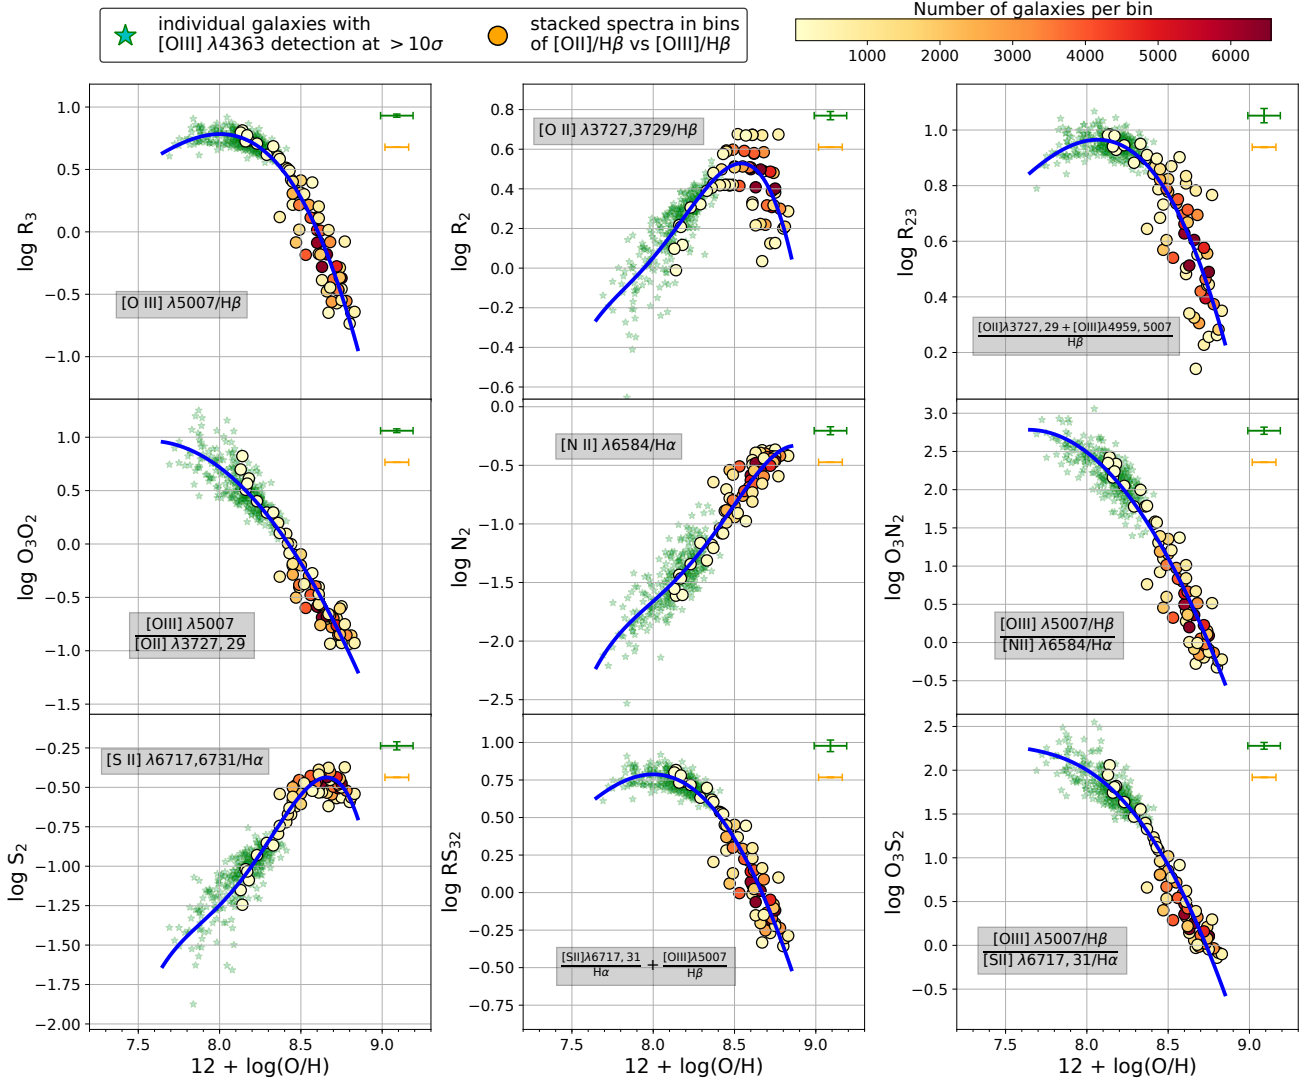 individual galaxies with
[OIII] λ4363 detection at > 10σ
stacked spectra in bins
of [OII]/Hβ vs [OIII]/Hβ
Number of galaxies per bin
1000 2000 3000 4000 5000 6000
log R3
1.0
0.5
0.0
−0.5
−1.0
[O III] λ5007/Hβ
log R2
0.8
0.6
0.4
0.2
0.0
−0.2
−0.4
−0.6
[O II] λ3727,3729/Hβ
log R23
1.0
0.8
0.6
0.4
0.2
[OII]λ3727, 29 + [OIII]λ4959, 5007
Hβ
log O3O2
1.0
0.5
0.0
−0.5
−1.0
−1.5
[OIII] λ5007
[OII] λ3727, 29
log N2
0.0
−0.5
−1.0
−1.5
−2.0
−2.5
[N II] λ6584/Hα
log O3N2
3.0
2.5
2.0
1.5
1.0
0.5
0.0
−0.5
[OIII] λ5007/Hβ
[NII] λ6584/Hα
log S2
−0.25
−0.50
−0.75
−1.00
−1.25
−1.50
−1.75
−2.00
[S II] λ6717,6731/Hα
7.5 8.0 8.5 9.0
12 + log(O/H)
log RS32
1.00
0.75
0.50
0.25
0.00
−0.25
−0.50
−0.75
[SII]λ6717, 31 + [OIII]λ5007
Hα Hβ
7.5 8.0 8.5 9.0
12 + log(O/H)
log O3S2
2.5
2.0
1.5
1.0
0.5
0.0
−0.5
[OIII] λ5007/Hβ
[SII] λ6717, 31/Hα
7.5 8.0 8.5 9.0
12 + log(O/H)